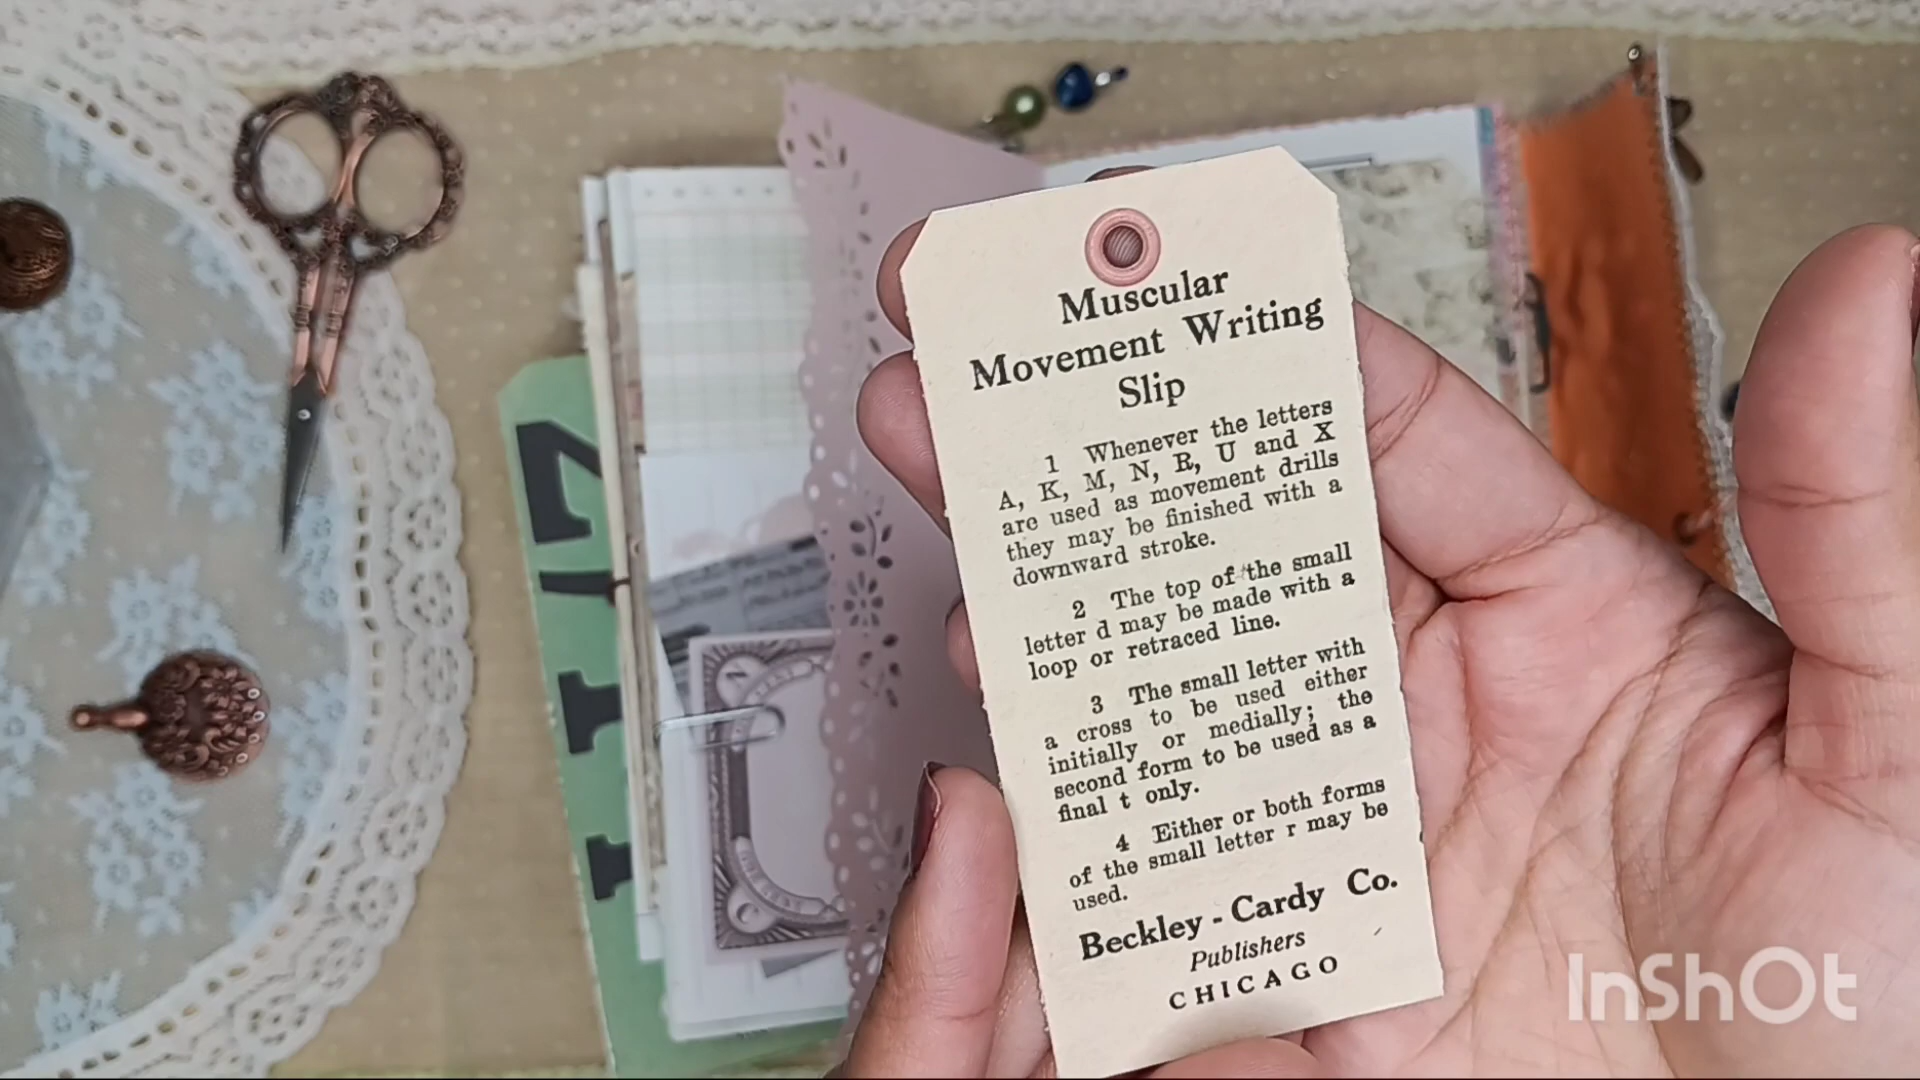 Muscular
Movement Writing
Slip
1 Whenever the letters
A, K, M, N, R, U and X
are used as movement drills
they may be finished with a
downward stroke.
2 The top of the small
letter d may be made with a
loop or retraced line.
3 The small letter with
a cross to be used either
initially or medially; the
second form to be used as a
final t only.
4 Either or both forms
of the small letter r may be
used.
Beckley - Cardy Co.
Publishers
CHICAGO
InShOt